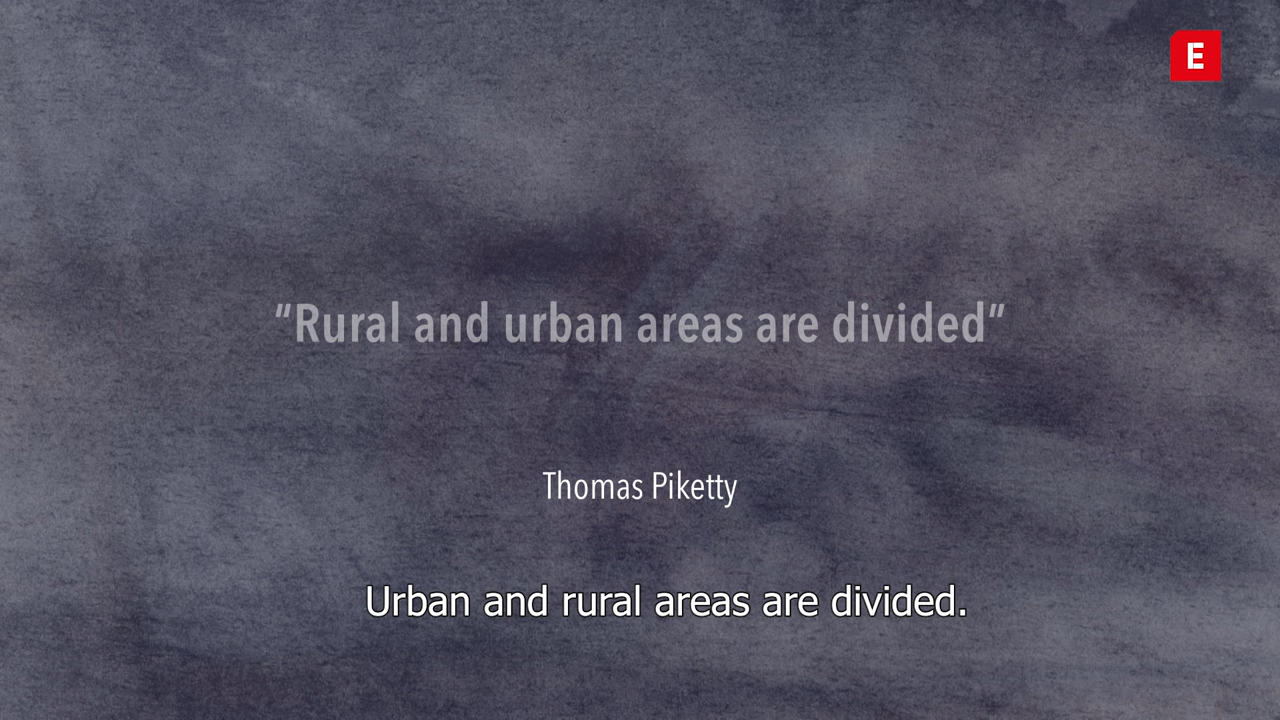 E
“Rural and urban areas are divided”
Thomas Piketty
Urban and rural areas are divided.